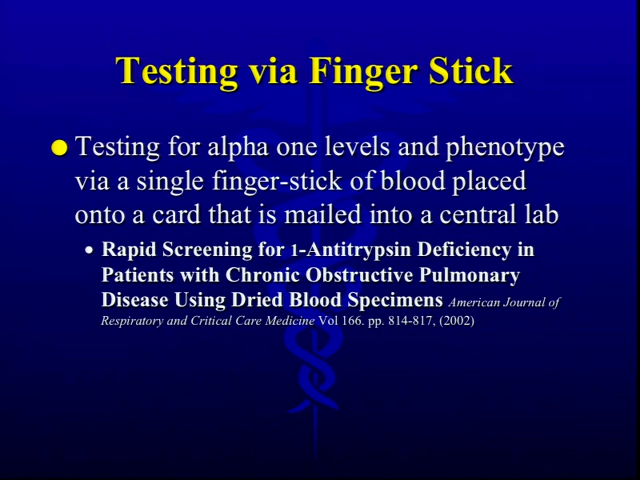 Testing via Finger Stick
Testing for alpha one levels and phenotype
via a single finger-stick of blood placed
onto a card that is mailed into a central lab
Rapid Screening for 1-Antitrypsin Deficiency in
Patients with Chronic Obstructive Pulmonary
Disease Using Dried Blood Specimens American Journal of
Respiratory and Critical Care Medicine Vol 166. pp. 814-817, (2002)